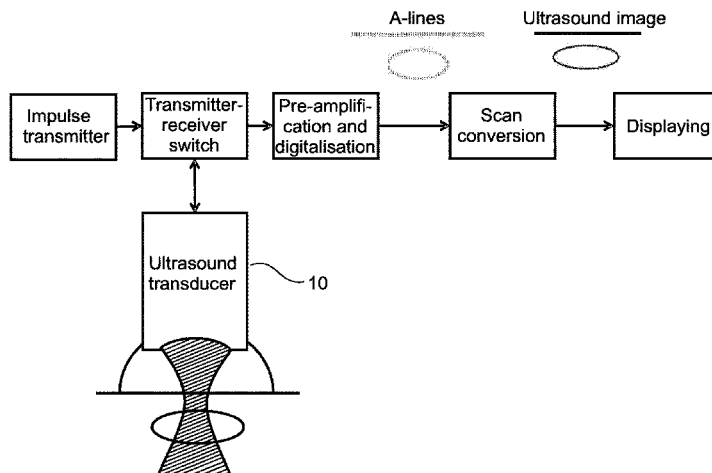 A-lines
Ultrasound image
Impulse
transmitter
Transmitter-
receiver
switch
Pre-amplifi-
cation and
digitalisation
Scan
conversion
Displaying
Ultrasound
transducer
10